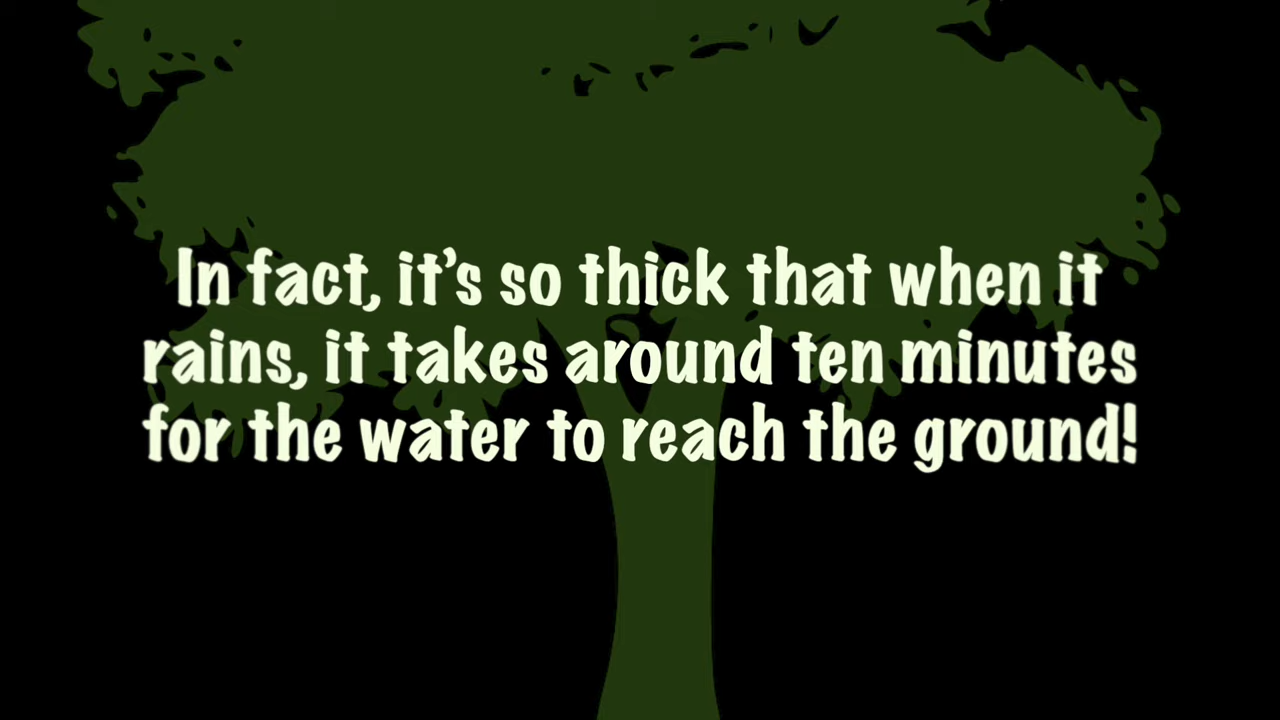 In fact, it's so thick that when it
rains, it takes around ten minutes
for the water to reach the ground!